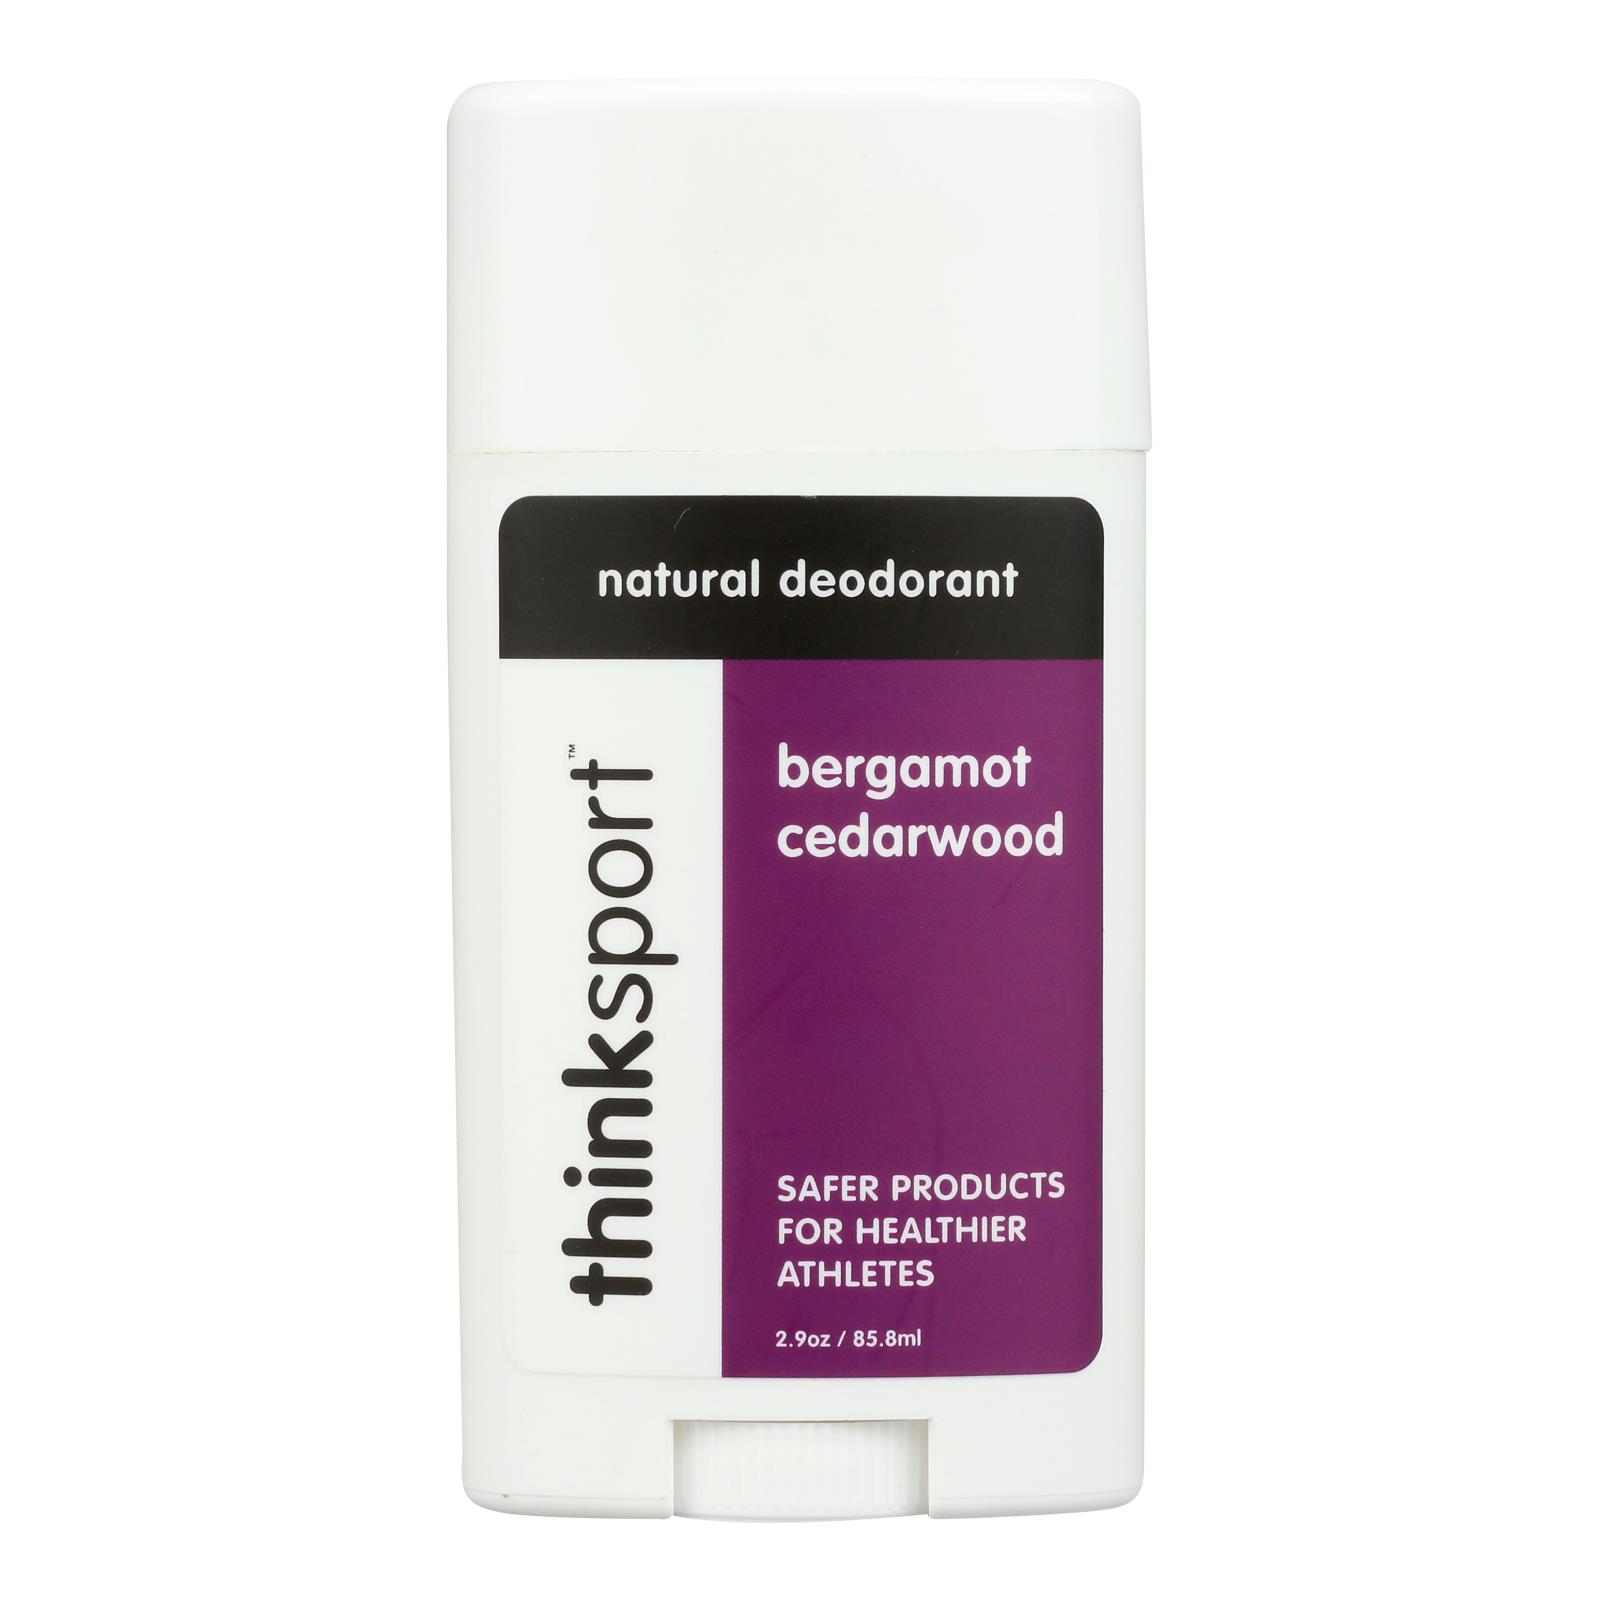 natural deodorant
thinksport™
bergamot
cedarwood
SAFER PRODUCTS
FOR HEALTHIER
ATHLETES
2.9oz / 85.8ml